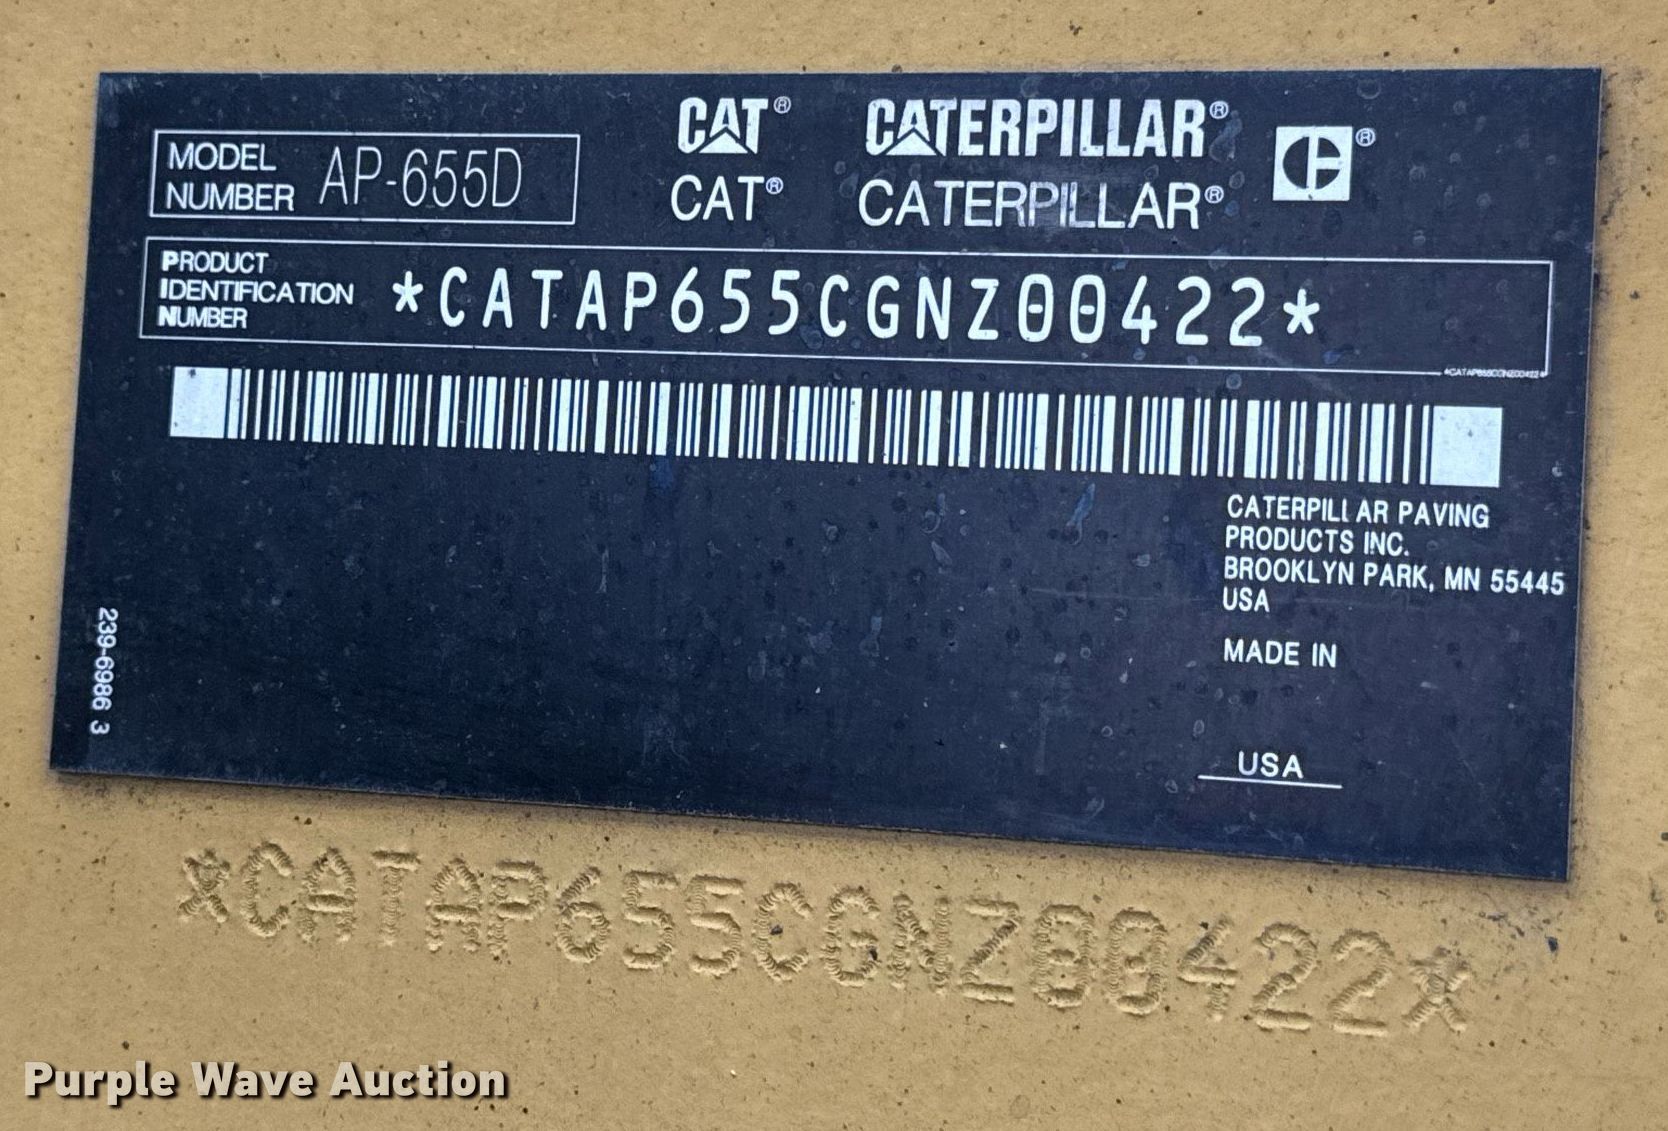 MODEL NUMBER AP-655D
CAT® CATERPILLAR® ®
CAT® CATERPILLAR®
PRODUCT
IDENTIFICATION
NUMBER
*CATAP655CGNZ00422*
*CATAP655CGNZ00422*
CATERPILLAR PAVING
PRODUCTS INC.
BROOKLYN PARK, MN 55445
USA
MADE IN
USA
239-6986 3
*CATAP655CGNZ00422*
Purple Wave Auction